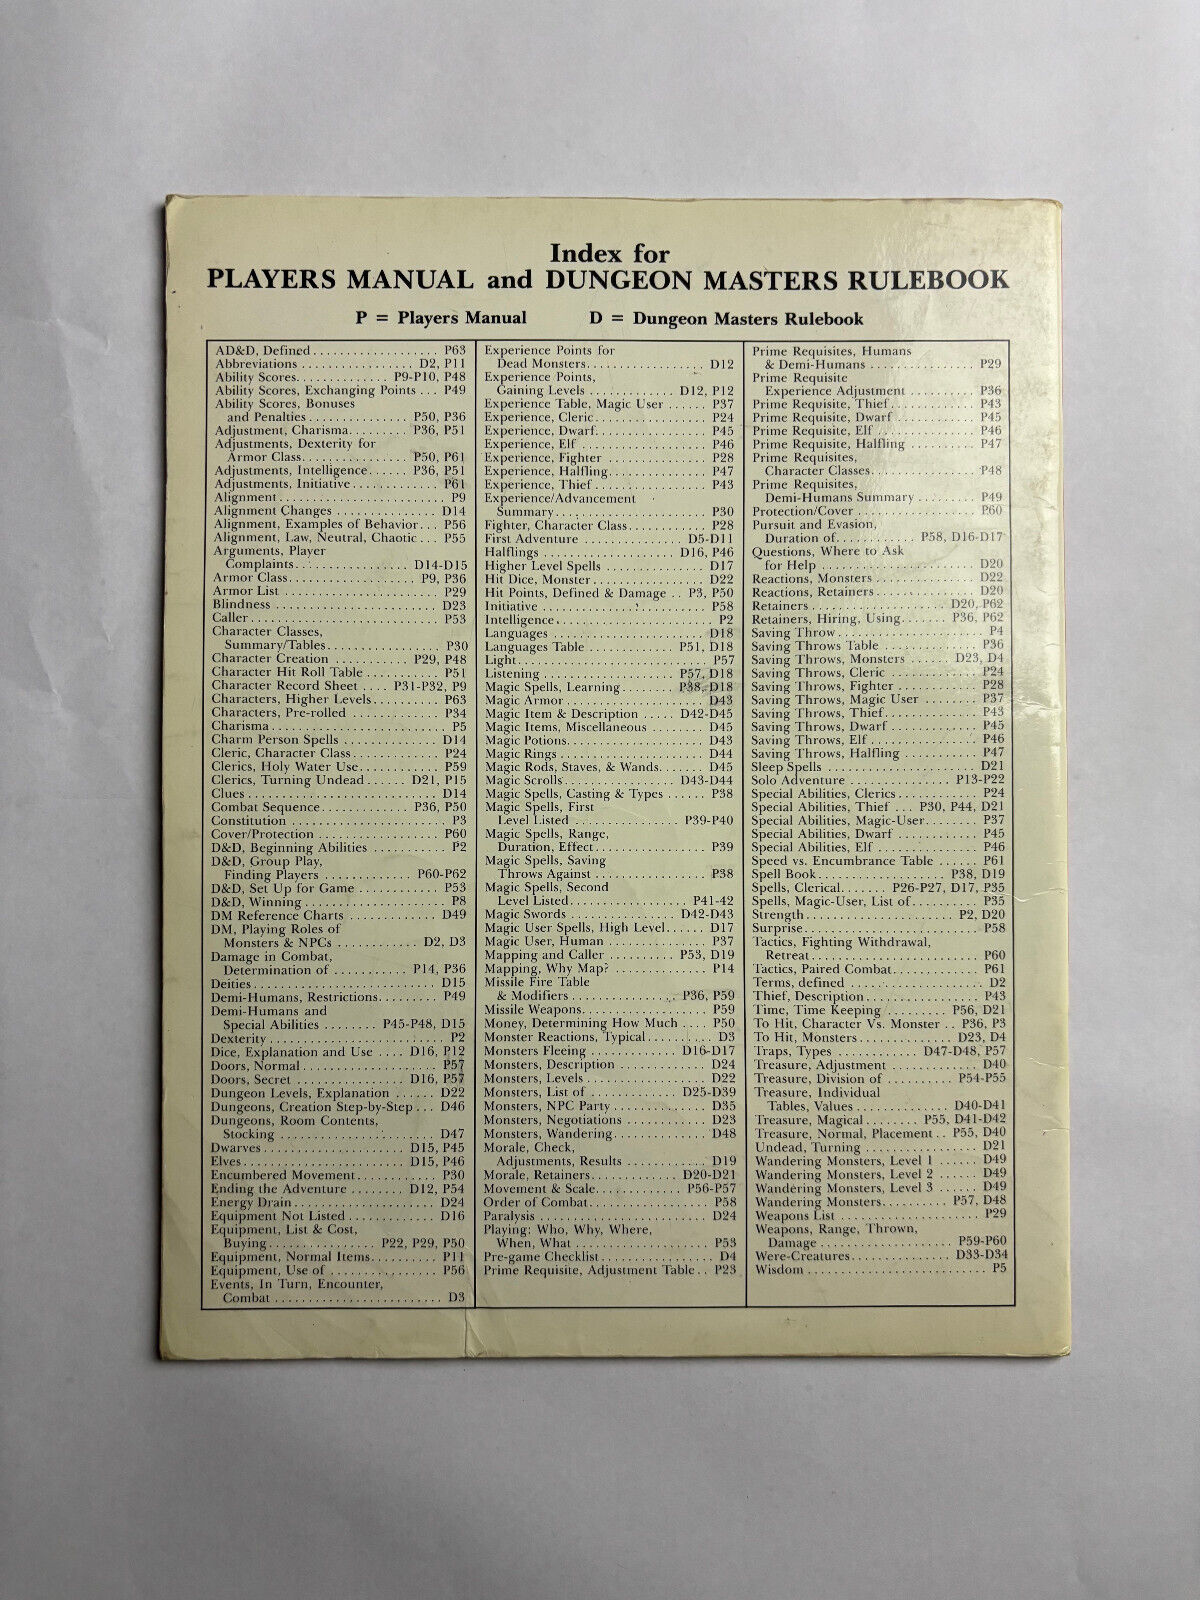 Index for
PLAYERS MANUAL and DUNGEON MASTERS RULEBOOK
P = Players Manual D = Dungeon Masters Rulebook
AD&D, Defined . . . . . P63
Abbreviations . . . . . D2, P11
Ability Scores . . . . . P9-P10, P48
Ability Scores, Exchanging Points . . . P49
Ability Scores, Bonuses
and Penalties . . . . . P50, P36
Adjustment, Charisma . . . . . P36, P51
Adjustments, Dexterity for
Armor Class . . . . . P50, P61
Adjustments, Intelligence . . . . . P36, P51
Adjustments, Initiative . . . . . P61
Alignment . . . . . P9
Alignment Changes . . . . . D14
Alignment, Examples of Behavior . . . P56
Alignment, Law, Neutral, Chaotic . . . P55
Arguments, Player
Complaints . . . . . D14-D15
Armor Class . . . . . P9, P36
Armor List . . . . . P29
Blindness . . . . . D23
Caller . . . . . P53
Character Classes,
Summary/Tables . . . . . P30
Character Creation . . . . . P29, P48
Character Hit Roll Table . . . . . P51
Character Record Sheet . . . . P31-P32, P9
Characters, Higher Levels . . . . . P63
Characters, Pre-rolled . . . . . P34
Charisma . . . . . P5
Charm Person Spells . . . . . D14
Cleric, Character Class . . . . . P24
Clerics, Holy Water Use . . . . . P59
Clerics, Turning Undead . . . . . D21, P15
Clues . . . . . D14
Combat Sequence . . . . . P36, P50
Constitution . . . . . P3
Cover/Protection . . . . . P60
D&D, Beginning Abilities . . . . . P2
D&D, Group Play,
Finding Players . . . . . P60-P62
D&D, Set Up for Game . . . . . P53
D&D, Winning . . . . . P8
DM Reference Charts . . . . . D49
DM, Playing Roles of
Monsters & NPCs . . . . . D2, D3
Damage in Combat,
Determination of . . . . . P14, P36
Deities . . . . . D15
Demi-Humans, Restrictions . . . . . P49
Demi-Humans and
Special Abilities . . . . . P45-P48, D15
Dexterity . . . . . P2
Dice, Explanation and Use . . . . D16, P12
Doors, Normal . . . . . P57
Doors, Secret . . . . . D16, P57
Dungeon Levels, Explanation . . . . . D22
Dungeons, Creation Step-by-Step . . . D46
Dungeons, Room Contents,
Stocking . . . . . D47
Dwarves . . . . . D15, P45
Elves . . . . . D15, P46
Encumbered Movement . . . . . P30
Ending the Adventure . . . . . D12, P54
Energy Drain . . . . . D24
Equipment Not Listed . . . . . D16
Equipment, List & Cost,
Buying . . . . . P22, P29, P50
Equipment, Normal Items . . . . . P11
Equipment, Use of . . . . . P56
Events, In Turn, Encounter,
Combat . . . . . D3
Experience Points for
Dead Monsters . . . . . D12
Experience Points,
Gaining Levels . . . . . D12, P12
Experience Table, Magic User . . . . . P37
Experience, Cleric . . . . . P24
Experience, Dwarf . . . . . P45
Experience, Elf . . . . . P46
Experience, Fighter . . . . . P28
Experience, Halfling . . . . . P47
Experience, Thief . . . . . P43
Experience/Advancement
Summary . . . . . P30
Fighter, Character Class . . . . . P28
First Adventure . . . . . D5-D11
Halflings . . . . . D16, P46
Higher Level Spells . . . . . D17
Hit Dice, Monster . . . . . D22
Hit Points, Defined & Damage . . P3, P50
Initiative . . . . . P58
Intelligence . . . . . P2
Languages . . . . . D18
Languages Table . . . . . P51, D18
Light . . . . . P57
Listening . . . . . P57, D18
Magic Spells, Learning . . . . . P38, D18
Magic Armor . . . . . D43
Magic Item & Description . . . . . D42-D45
Magic Items, Miscellaneous . . . . . D45
Magic Potions . . . . . D43
Magic Rings . . . . . D44
Magic Rods, Staves, & Wands . . . . . D45
Magic Scrolls . . . . . D43-D44
Magic Spells, Casting & Types . . . . . P38
Magic Spells, First
Level Listed . . . . . P39-P40
Magic Spells, Range,
Duration, Effect . . . . . P39
Magic Spells, Saving
Throws Against . . . . . P38
Magic Spells, Second
Level Listed . . . . . P41-42
Magic Swords . . . . . D42-D43
Magic User Spells, High Level . . . . . D17
Magic User, Human . . . . . P37
Mapping and Caller . . . . . P53, D19
Mapping, Why Map? . . . . . P14
Missile Fire Table
& Modifiers . . . . . P36, P59
Missile Weapons . . . . . P59
Money, Determining How Much . . . . P50
Monster Reactions, Typical . . . . . D3
Monsters Fleeing . . . . . D16-D17
Monsters, Description . . . . . D24
Monsters, Levels . . . . . D22
Monsters, List of . . . . . D25-D39
Monsters, NPC Party . . . . . D35
Monsters, Negotiations . . . . . D23
Monsters, Wandering . . . . . D48
Morale, Check,
Adjustments, Results . . . . . D19
Morale, Retainers . . . . . D20-D21
Movement & Scale . . . . . P56-P57
Order of Combat . . . . . P58
Paralysis . . . . . D24
Playing: Who, Why, Where,
When, What . . . . . P53
Pre-game Checklist . . . . . D4
Prime Requisite, Adjustment Table . . P23
Prime Requisites, Humans
& Demi-Humans . . . . . P29
Prime Requisite
Experience Adjustment . . . . . P36
Prime Requisite, Thief . . . . . P43
Prime Requisite, Dwarf . . . . . P45
Prime Requisite, Elf . . . . . P46
Prime Requisite, Halfling . . . . . P47
Prime Requisites,
Character Classes . . . . . P48
Prime Requisites,
Demi-Humans Summary . . . . . P49
Protection/Cover . . . . . P60
Pursuit and Evasion,
Duration of . . . . . P58, D16-D17
Questions, Where to Ask
for Help . . . . . D20
Reactions, Monsters . . . . . D22
Reactions, Retainers . . . . . D20
Retainers . . . . . D20, P62
Retainers, Hiring, Using . . . . . P36, P62
Saving Throw . . . . . P4
Saving Throws Table . . . . . P36
Saving Throws, Monsters . . . . . D23, D4
Saving Throws, Cleric . . . . . P24
Saving Throws, Fighter . . . . . P28
Saving Throws, Magic User . . . . . P37
Saving Throws, Thief . . . . . P43
Saving Throws, Dwarf . . . . . P45
Saving Throws, Elf . . . . . P46
Saving Throws, Halfling . . . . . P47
Sleep Spells . . . . . D21
Solo Adventure . . . . . P13-P22
Special Abilities, Clerics . . . . . P24
Special Abilities, Thief . . . P30, P44, D21
Special Abilities, Magic-User . . . . . P37
Special Abilities, Dwarf . . . . . P45
Special Abilities, Elf . . . . . P46
Speed vs. Encumbrance Table . . . . . P61
Spell Book . . . . . P38, D19
Spells, Clerical . . . . . P26-P27, D17, P35
Spells, Magic-User, List of . . . . . P35
Strength . . . . . P2, D20
Surprise . . . . . P58
Tactics, Fighting Withdrawal,
Retreat . . . . . P60
Tactics, Paired Combat . . . . . P61
Terms, defined . . . . . D2
Thief, Description . . . . . P43
Time, Time Keeping . . . . . P56, D21
To Hit, Character Vs. Monster . . P36, P3
To Hit, Monsters . . . . . D23, D4
Traps, Types . . . . . D47-D48, P57
Treasure, Adjustment . . . . . D40
Treasure, Division of . . . . . P54-P55
Treasure, Individual
Tables, Values . . . . . D40-D41
Treasure, Magical . . . . . P55, D41-D42
Treasure, Normal, Placement . . P55, D40
Undead, Turning . . . . . D21
Wandering Monsters, Level 1 . . . . . D49
Wandering Monsters, Level 2 . . . . . D49
Wandering Monsters, Level 3 . . . . . D49
Wandering Monsters . . . . . P57, D48
Weapons List . . . . . P29
Weapons, Range, Thrown,
Damage . . . . . P59-P60
Were-Creatures . . . . . D33-D34
Wisdom . . . . . P5